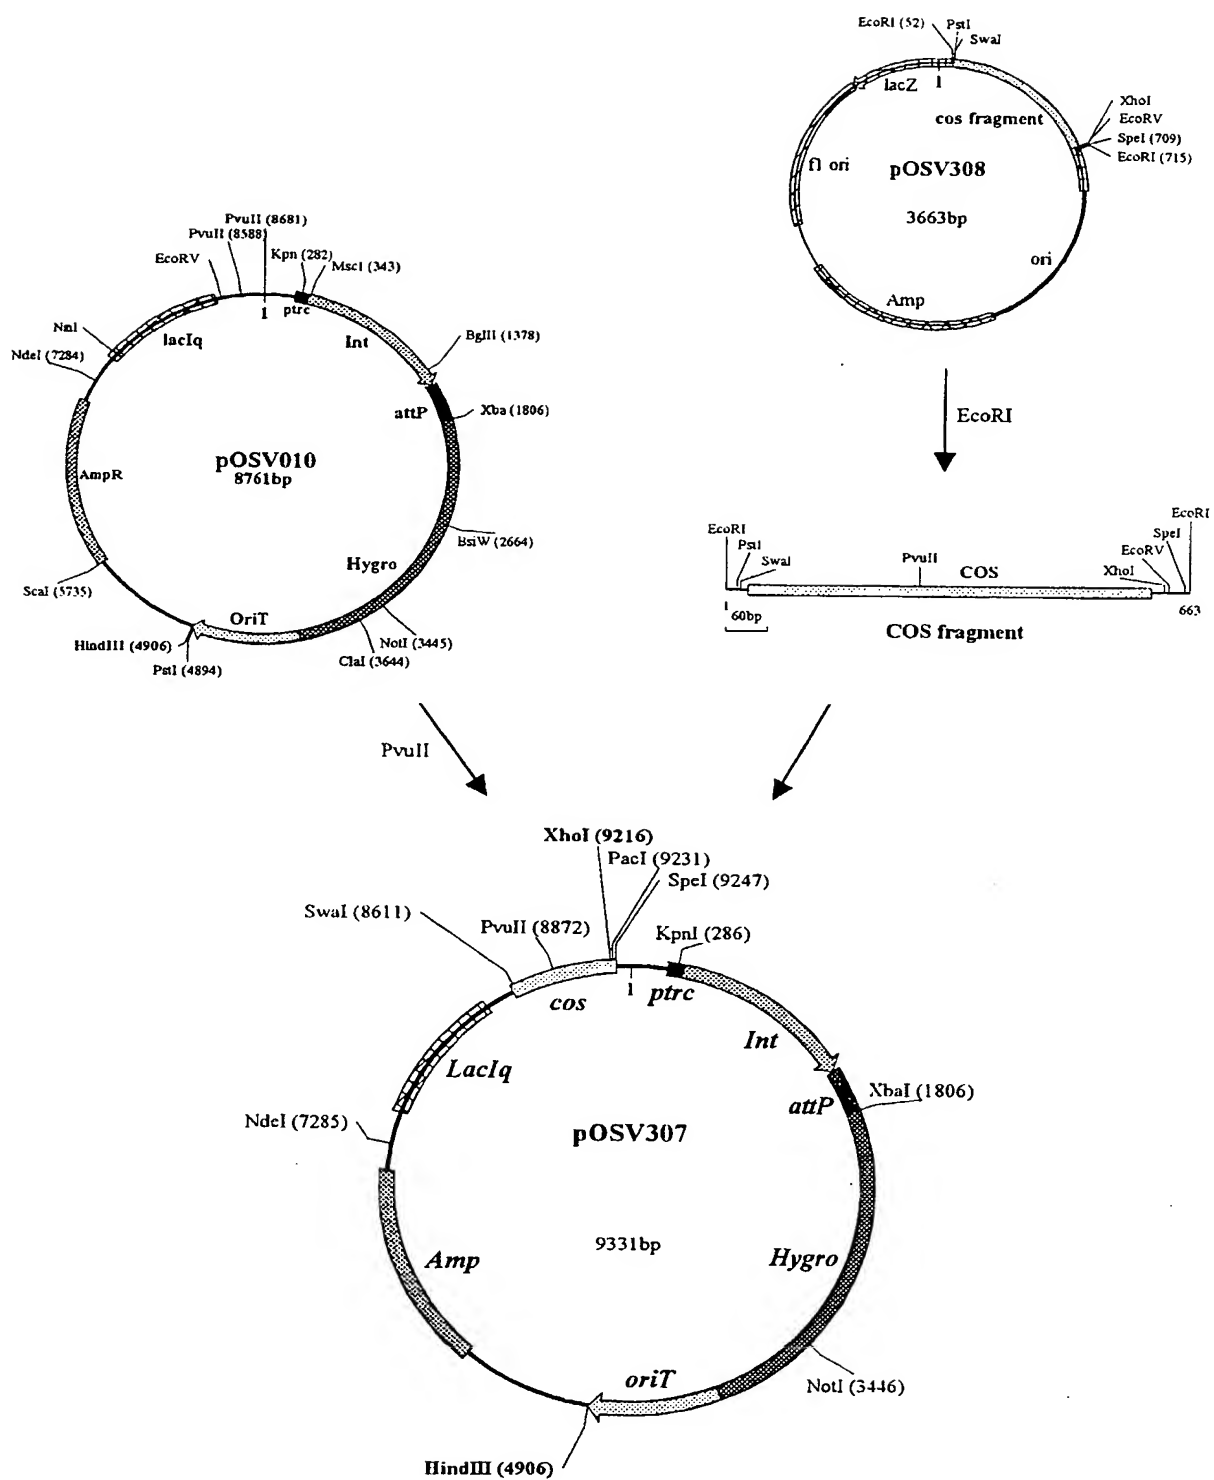 EcoRI (52)
PstI
SwaI
lacZ
1
cos fragment
XhoI
EcoRV
SpeI (709)
EcoRI (715)
f1 ori
pOSV308
3663bp
ori
Amp
PvuII (8681)
PvuII (8588)
EcoRV
Kpn (282)
MscI (343)
ptrc
1
lacIq
Int
BglII (1378)
NdeI (7284)
attP
Xba (1806)
pOSV010
8761bp
AmpR
BsiW (2664)
Hygro
ScaI (5735)
OriT
HindIII (4906)
PstI (4894)
NotI (3445)
ClaI (3644)
EcoRI
EcoRI
PstI
SwaI
PvuII
COS
XhoI
EcoRV
SpeI
EcoRI
1
60bp
663
COS fragment
PvuII
XhoI (9216)
PacI (9231)
SpeI (9247)
SwaI (8611)
PvuII (8872)
KpnI (286)
cos
1
ptrc
Int
LacIq
attP
XbaI (1806)
NdeI (7285)
pOSV307
9331bp
Amp
Hygro
oriT
NotI (3446)
HindIII (4906)